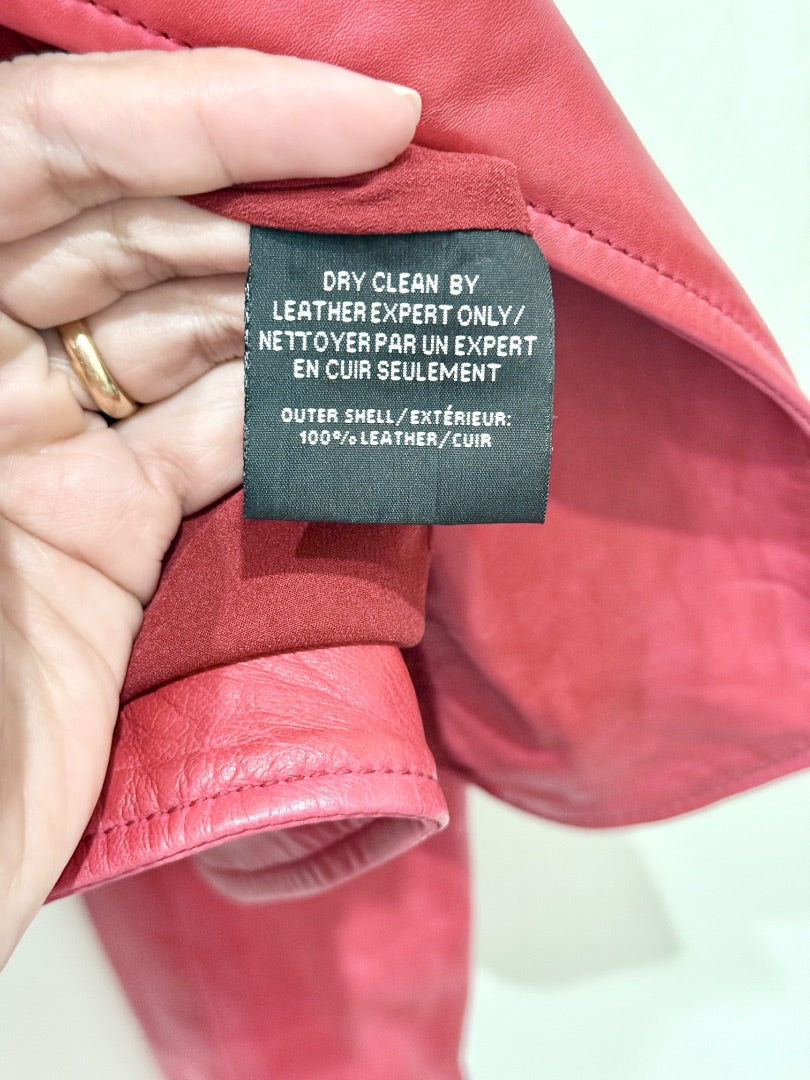 DRY CLEAN BY
LEATHER EXPERT ONLY/
NETTOYER PAR UN EXPERT
EN CUIR SEULEMENT
OUTER SHELL/EXTÉRIEUR:
100% LEATHER/CUIR